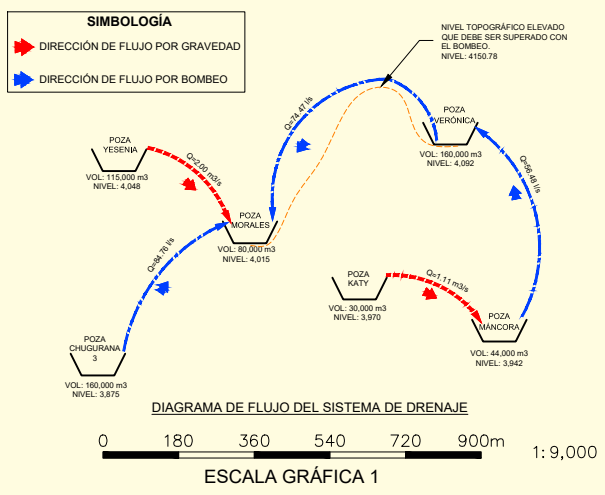 SIMBOLOGÍA
DIRECCIÓN DE FLUJO POR GRAVEDAD
DIRECCIÓN DE FLUJO POR BOMBEO
NIVEL TOPOGRÁFICO ELEVADO
QUE DEBE SER SUPERADO CON
EL BOMBEO.
NIVEL: 4150.78
POZA
YESENIA
VOL: 115,000 m3
NIVEL: 4,048
Q=2.00 m3/s
Q=74.47 l/s
POZA
VERÓNICA
VOL: 160,000 m3
NIVEL: 4,092
Q=56.48 l/s
POZA
MORALES
VOL: 80,000 m3
NIVEL: 4,015
Q=84.76 l/s
POZA
KATY
VOL: 30,000 m3
NIVEL: 3,970
Q=1.11 m3/s
POZA
MÁNCORA
VOL: 44,000 m3
NIVEL: 3,942
POZA
CHUGURANA
3
VOL: 160,000 m3
NIVEL: 3,875
DIAGRAMA DE FLUJO DEL SISTEMA DE DRENAJE
0 180 360 540 720 900m
1:9,000
ESCALA GRÁFICA 1